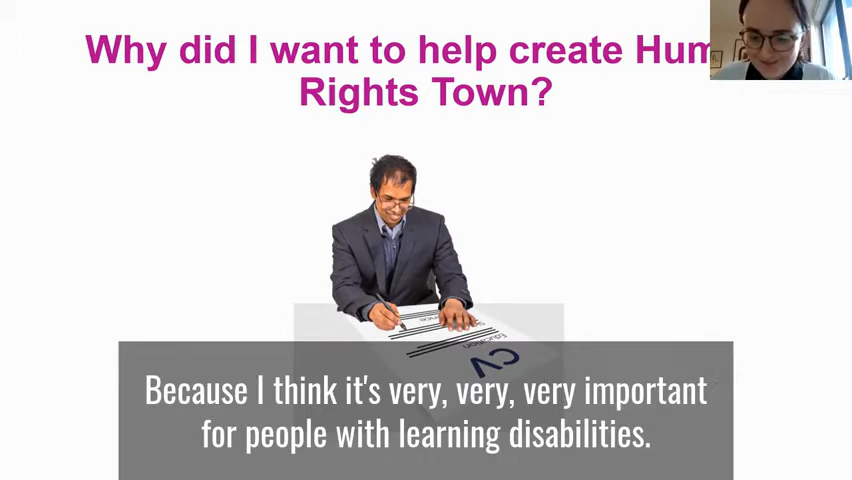 Why did I want to help create Hum
Rights Town?
Education
CV
Because I think it's very, very, very important
for people with learning disabilities.